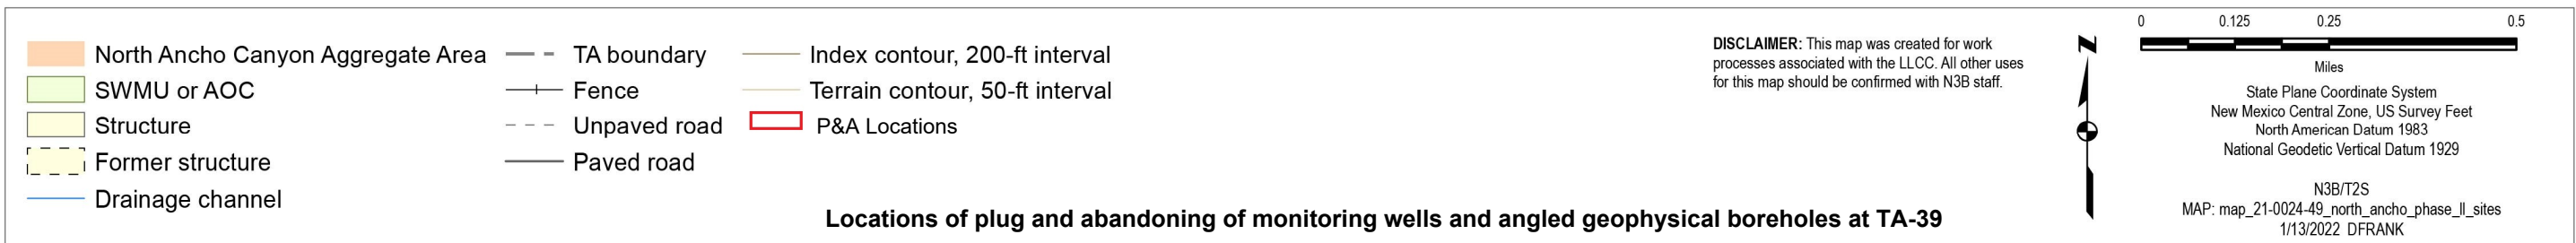 North Ancho Canyon Aggregate Area
SWMU or AOC
Structure
Former structure
Drainage channel
TA boundary
Fence
Unpaved road
Paved road
Index contour, 200-ft interval
Terrain contour, 50-ft interval
P&A Locations
Locations of plug and abandoning of monitoring wells and angled geophysical boreholes at TA-39
DISCLAIMER: This map was created for work
processes associated with the LLCC. All other uses
for this map should be confirmed with N3B staff.
N
0 0.125 0.25 0.5
Miles
State Plane Coordinate System
New Mexico Central Zone, US Survey Feet
North American Datum 1983
National Geodetic Vertical Datum 1929
N3B/T2S
MAP: map_21-0024-49_north_ancho_phase_II_sites
1/13/2022 DFRANK